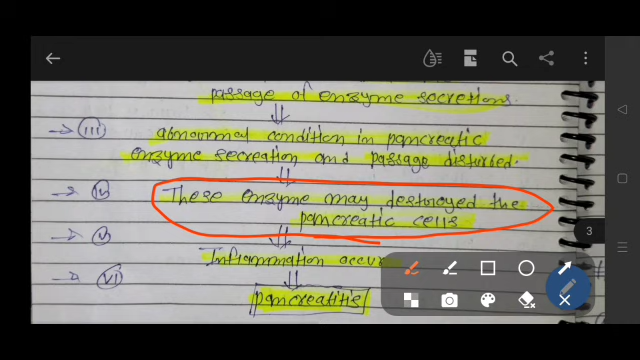 passage of enzyme secretions.
→ (iii) abnormal condition in pancreatic
enzyme secreation and passage disturbed.
→ (iv) These enzyme may destroyed the
pancreatic cells
→ (v) Inflammation occur
→ (vi) pancreatitis
3